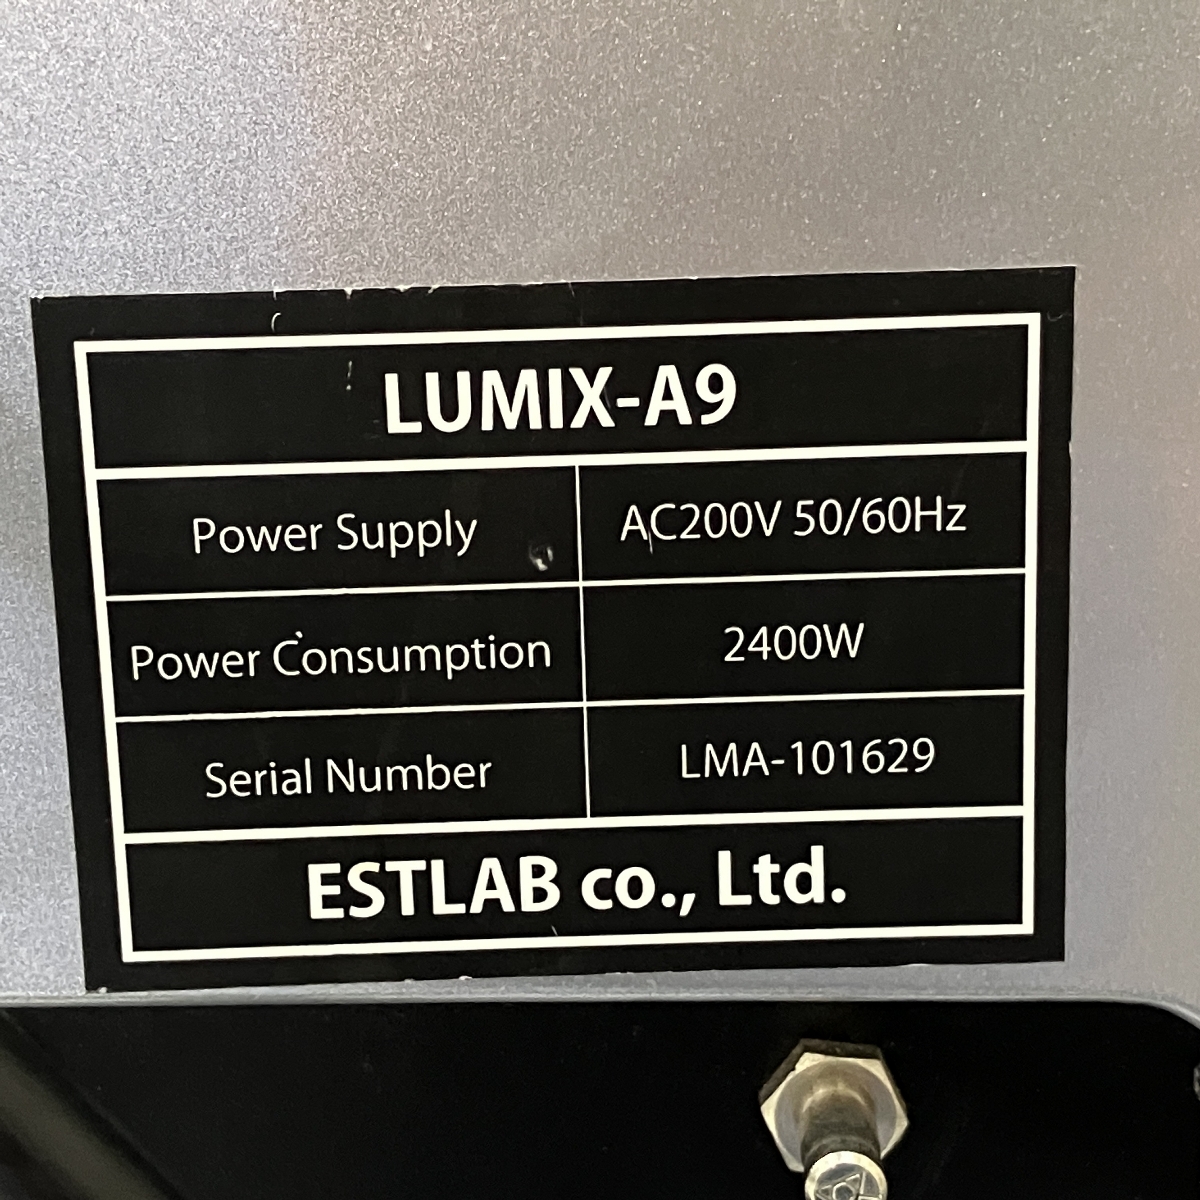 LUMIX-A9
Power Supply AC200V 50/60Hz
Power Consumption 2400W
Serial Number LMA-101629
ESTLAB co., Ltd.